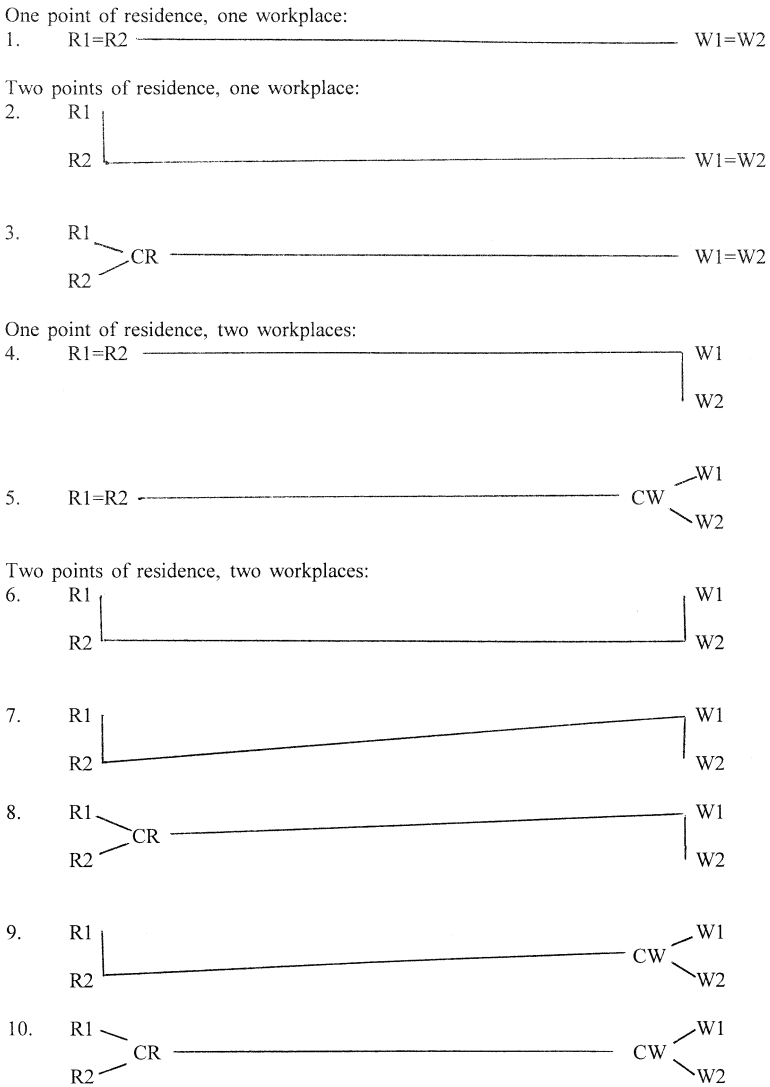 One point of residence, one workplace:
1. R1=R2 W1=W2
Two points of residence, one workplace:
2. R1
R2 W1=W2
3. R1
CR W1=W2
R2
One point of residence, two workplaces:
4. R1=R2 W1
W2
W1
5. R1=R2 CW
W2
Two points of residence, two workplaces:
6. R1 W1
R2 W2
7. R1 W1
R2 W2
8. R1 W1
CR
R2 W2
9. R1 W1
CW
R2 W2
10. R1 W1
CR CW
R2 W2